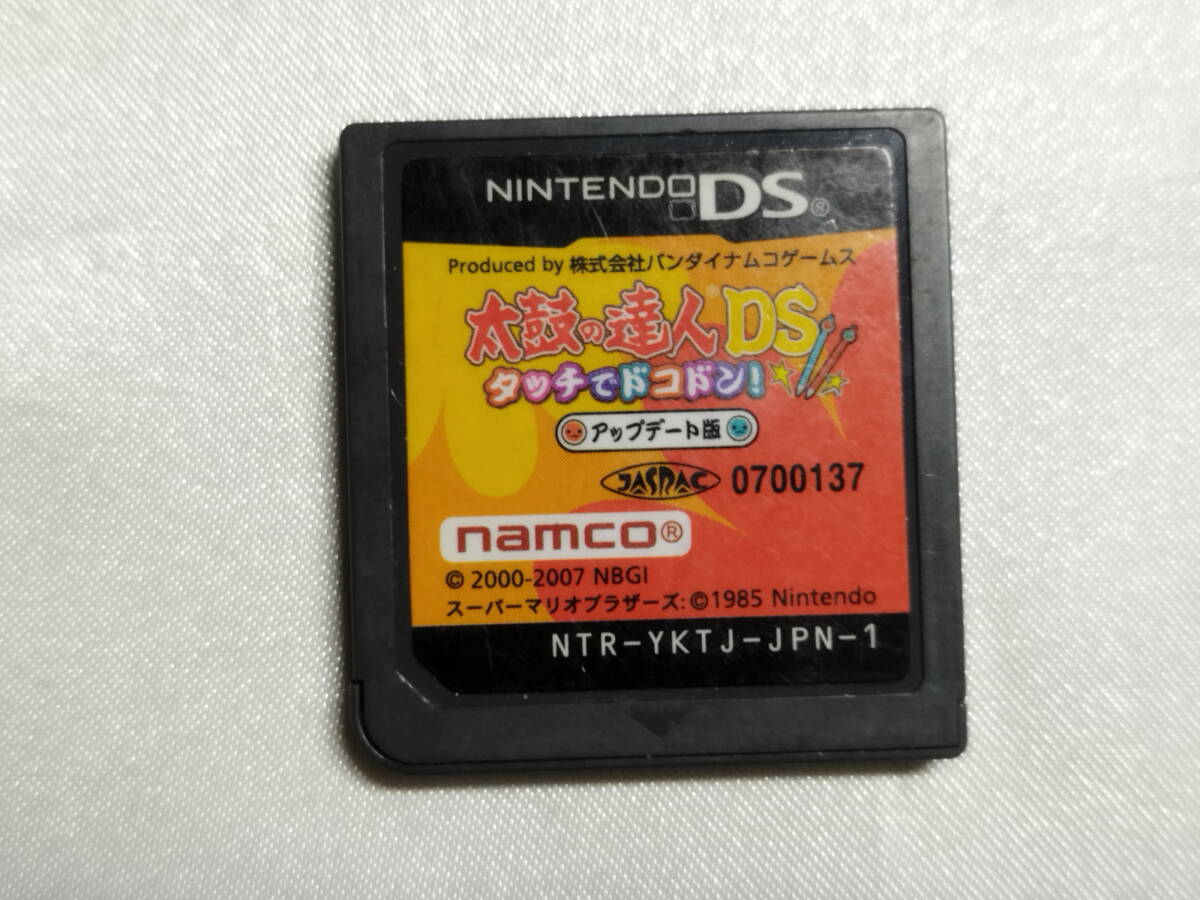 NINTENDO DS®
Produced by 株式会社バンダイナムコゲームス
太鼓の達人® DS
タッチでドコドン!
アップデート版
JASRAC 0700137
namco®
© 2000-2007 NBGI
スーパーマリオブラザーズ:©1985 Nintendo
NTR-YKTJ-JPN-1